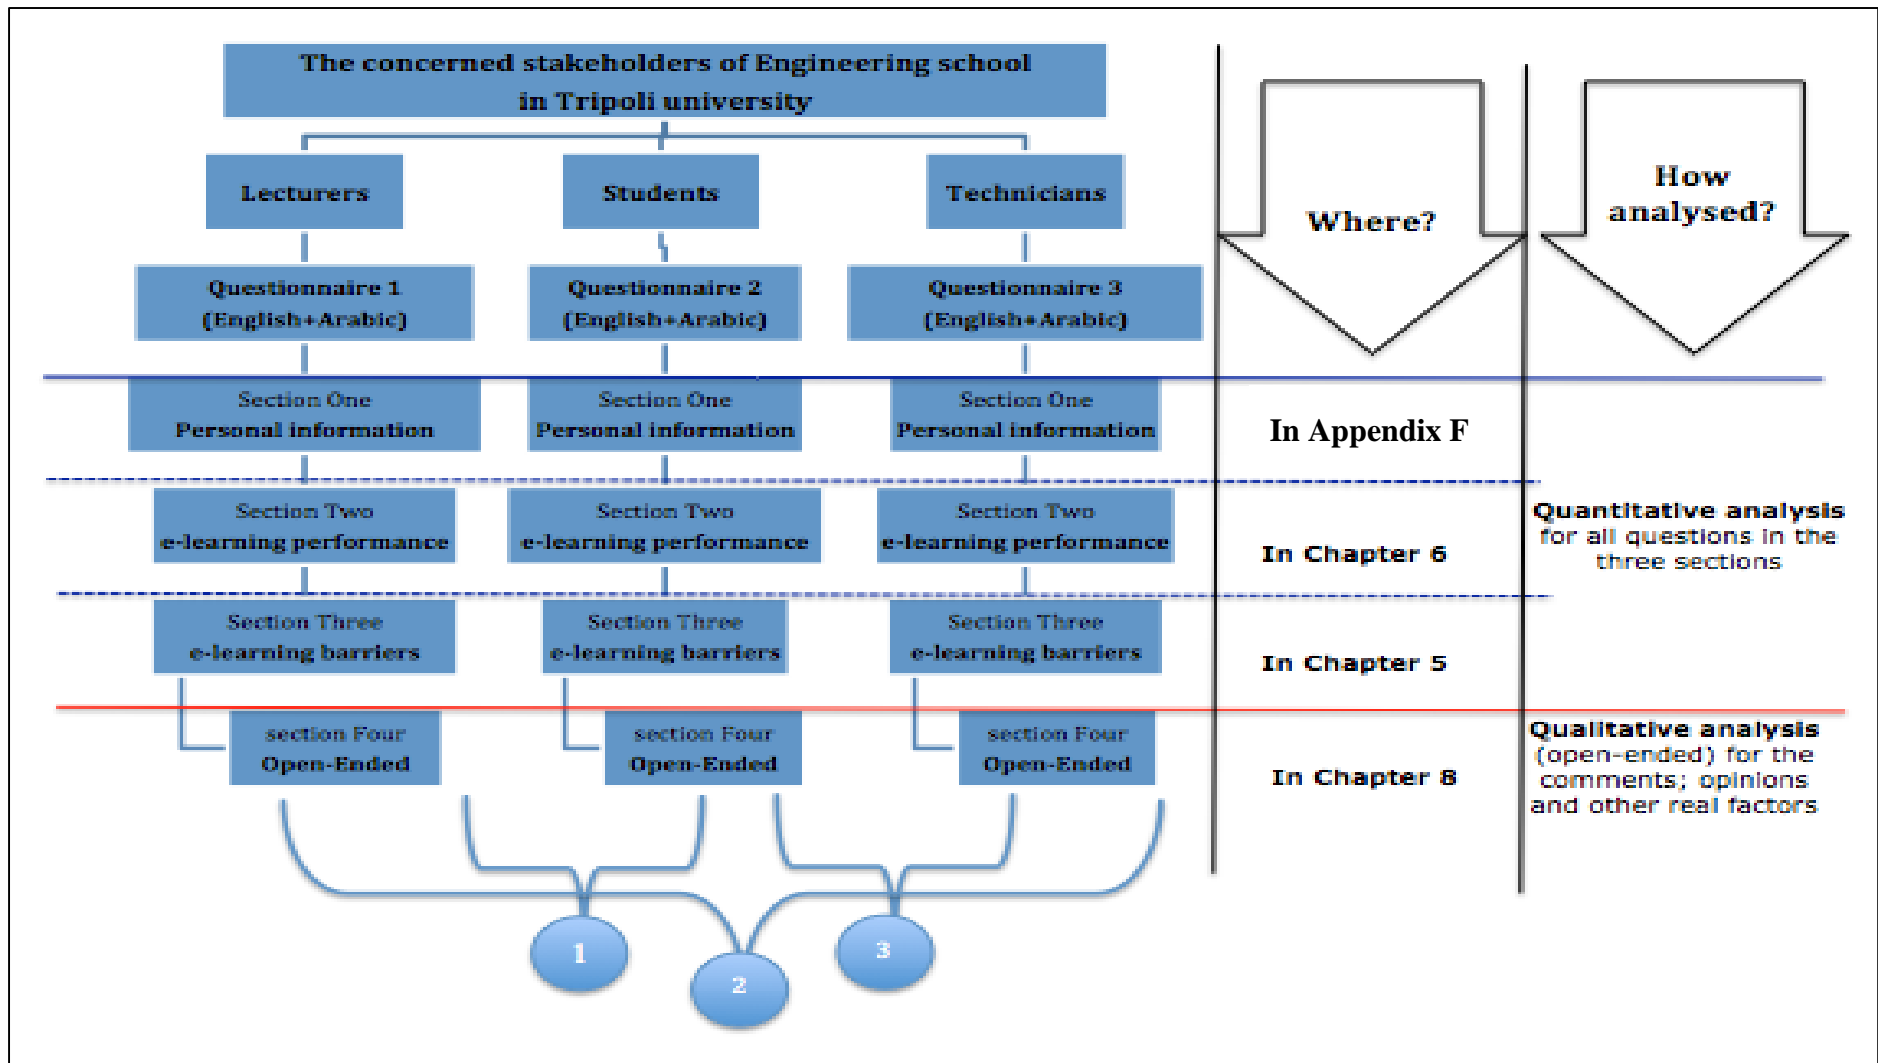 The concerned stakeholders of Engineering school
in Tripoli university
Lecturers
Students
Technicians
Where?
How
analysed?
Questionnaire 1
(English+Arabic)
Questionnaire 2
(English+Arabic)
Questionnaire 3
(English+Arabic)
Section One
Personal information
Section One
Personal information
Section One
Personal information
In Appendix F
Section Two
e-learning performance
Section Two
e-learning performance
Section Two
e-learning performance
In Chapter 6
Quantitative analysis
for all questions in the
three sections
Section Three
e-learning barriers
Section Three
e-learning barriers
Section Three
e-learning barriers
In Chapter 5
section Four
Open-Ended
section Four
Open-Ended
section Four
Open-Ended
In Chapter 8
Qualitative analysis
(open-ended) for the
comments; opinions
and other real factors
1
2
3